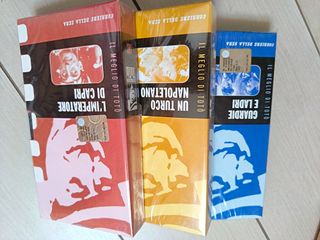 CORRIERE DELLA SERA
IL MEGLIO DI TOTÒ
L'IMPERATORE
DI CAPRI
CORRIERE DELLA SERA
IL MEGLIO DI TOTÒ
UN TURCO
NAPOLETANO
CORRIERE DELLA SERA
IL MEGLIO DI TOTÒ
GUARDIE
E LADRI